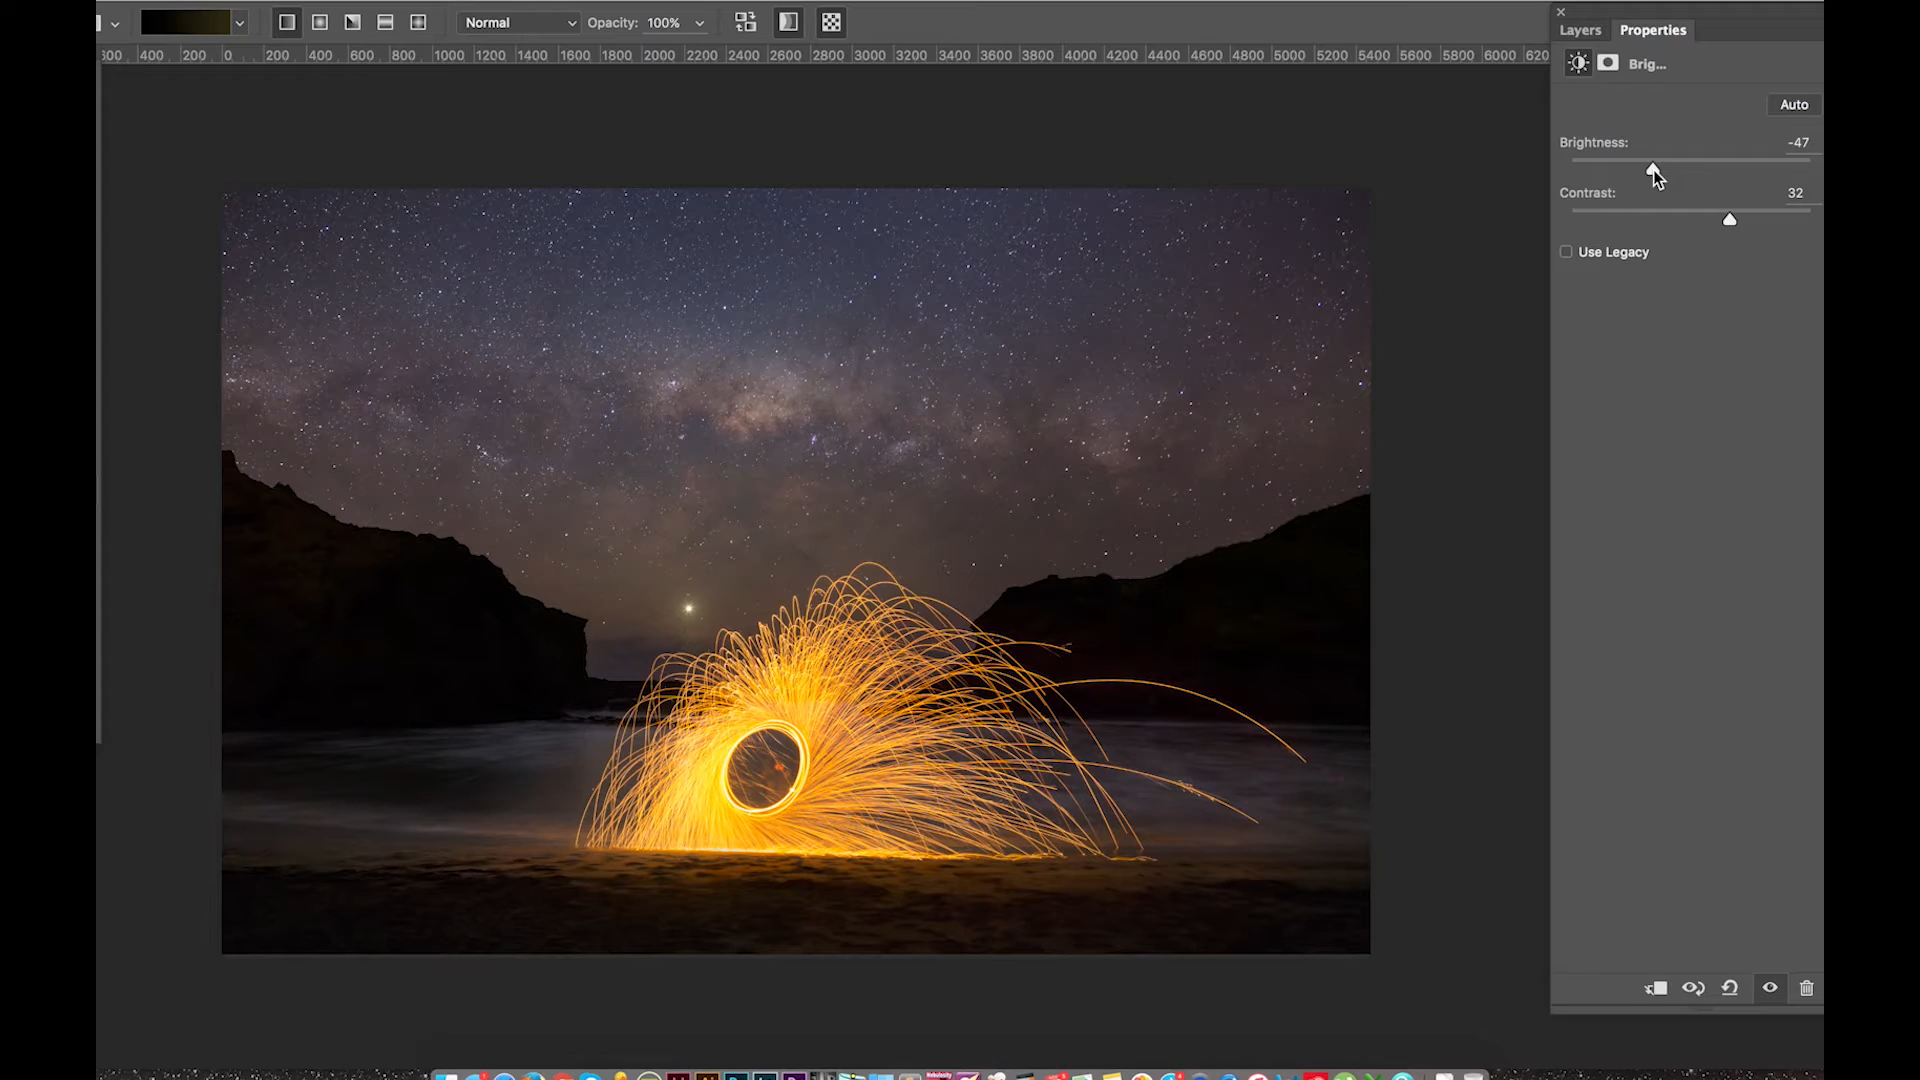 Normal Opacity: 100%
600 400 200 0 200 400 600 800 1000 1200 1400 1600 1800 2000 2200 2400 2600 2800 3000 3200 3400 3600 3800 4000 4200 4400 4600 4800 5000 5200 5400 5600 5800 6000 620
Layers Properties
Brig...
Auto
Brightness: -47
Contrast: 32
Use Legacy